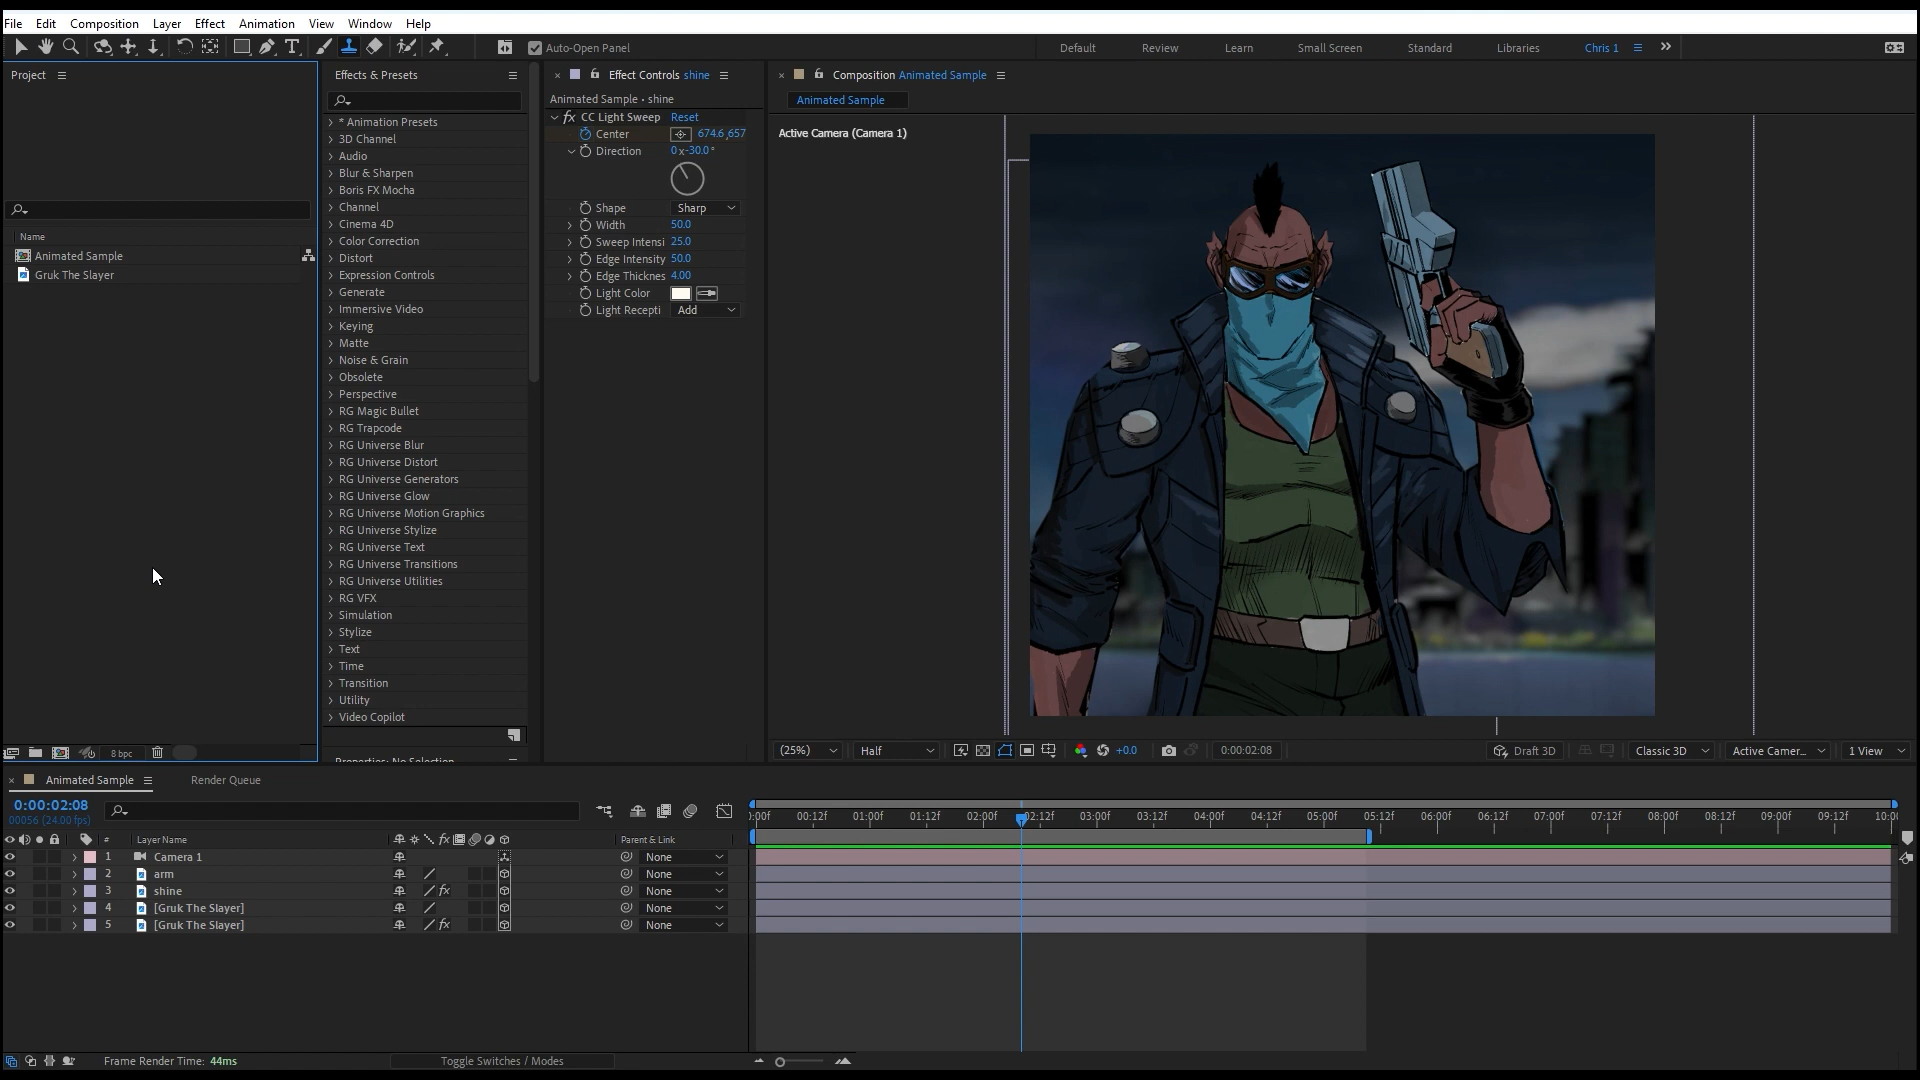 File Edit Composition Layer Effect Animation View Window Help
Auto-Open Panel Default Review Learn Small Screen Standard Libraries Chris 1
Project
Name
Animated Sample
Gruk The Slayer
8 bpc
Effects & Presets
* Animation Presets
3D Channel
Audio
Blur & Sharpen
Boris FX Mocha
Channel
Cinema 4D
Color Correction
Distort
Expression Controls
Generate
Immersive Video
Keying
Matte
Noise & Grain
Obsolete
Perspective
RG Magic Bullet
RG Trapcode
RG Universe Blur
RG Universe Distort
RG Universe Generators
RG Universe Glow
RG Universe Motion Graphics
RG Universe Stylize
RG Universe Text
RG Universe Transitions
RG Universe Utilities
RG VFX
Simulation
Stylize
Text
Time
Transition
Utility
Video Copilot
Properties: No Selection
Effect Controls shine
Animated Sample • shine
fx CC Light Sweep Reset
Center 674.6,657
Direction 0x-30.0°
Shape Sharp
Width 50.0
Sweep Intensi 25.0
Edge Intensity 50.0
Edge Thicknes 4.00
Light Color
Light Recepti Add
Composition Animated Sample
Animated Sample
Active Camera (Camera 1)
(25%) Half +0.0 0:00:02:08 Draft 3D Classic 3D Active Camer... 1 View
Animated Sample Render Queue
0:00:02:08
00056 (24.00 fps)
# Layer Name fx Parent & Link
1 Camera 1 None
2 arm None
3 shine fx None
4 [Gruk The Slayer] None
5 [Gruk The Slayer] fx None
):00f 00:12f 01:00f 01:12f 02:00f 02:12f 03:00f 03:12f 04:00f 04:12f 05:00f 05:12f 06:00f 06:12f 07:00f 07:12f 08:00f 08:12f 09:00f 09:12f 10:00
Frame Render Time: 44ms Toggle Switches / Modes